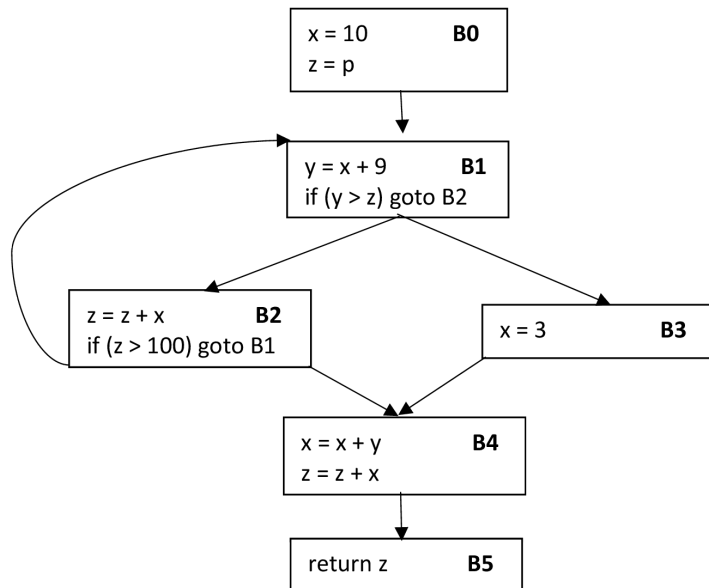 x = 10 B0
z = p
y = x + 9 B1
if (y > z) goto B2
z = z + x B2
if (z > 100) goto B1
x = 3 B3
x = x + y B4
z = z + x
return z B5